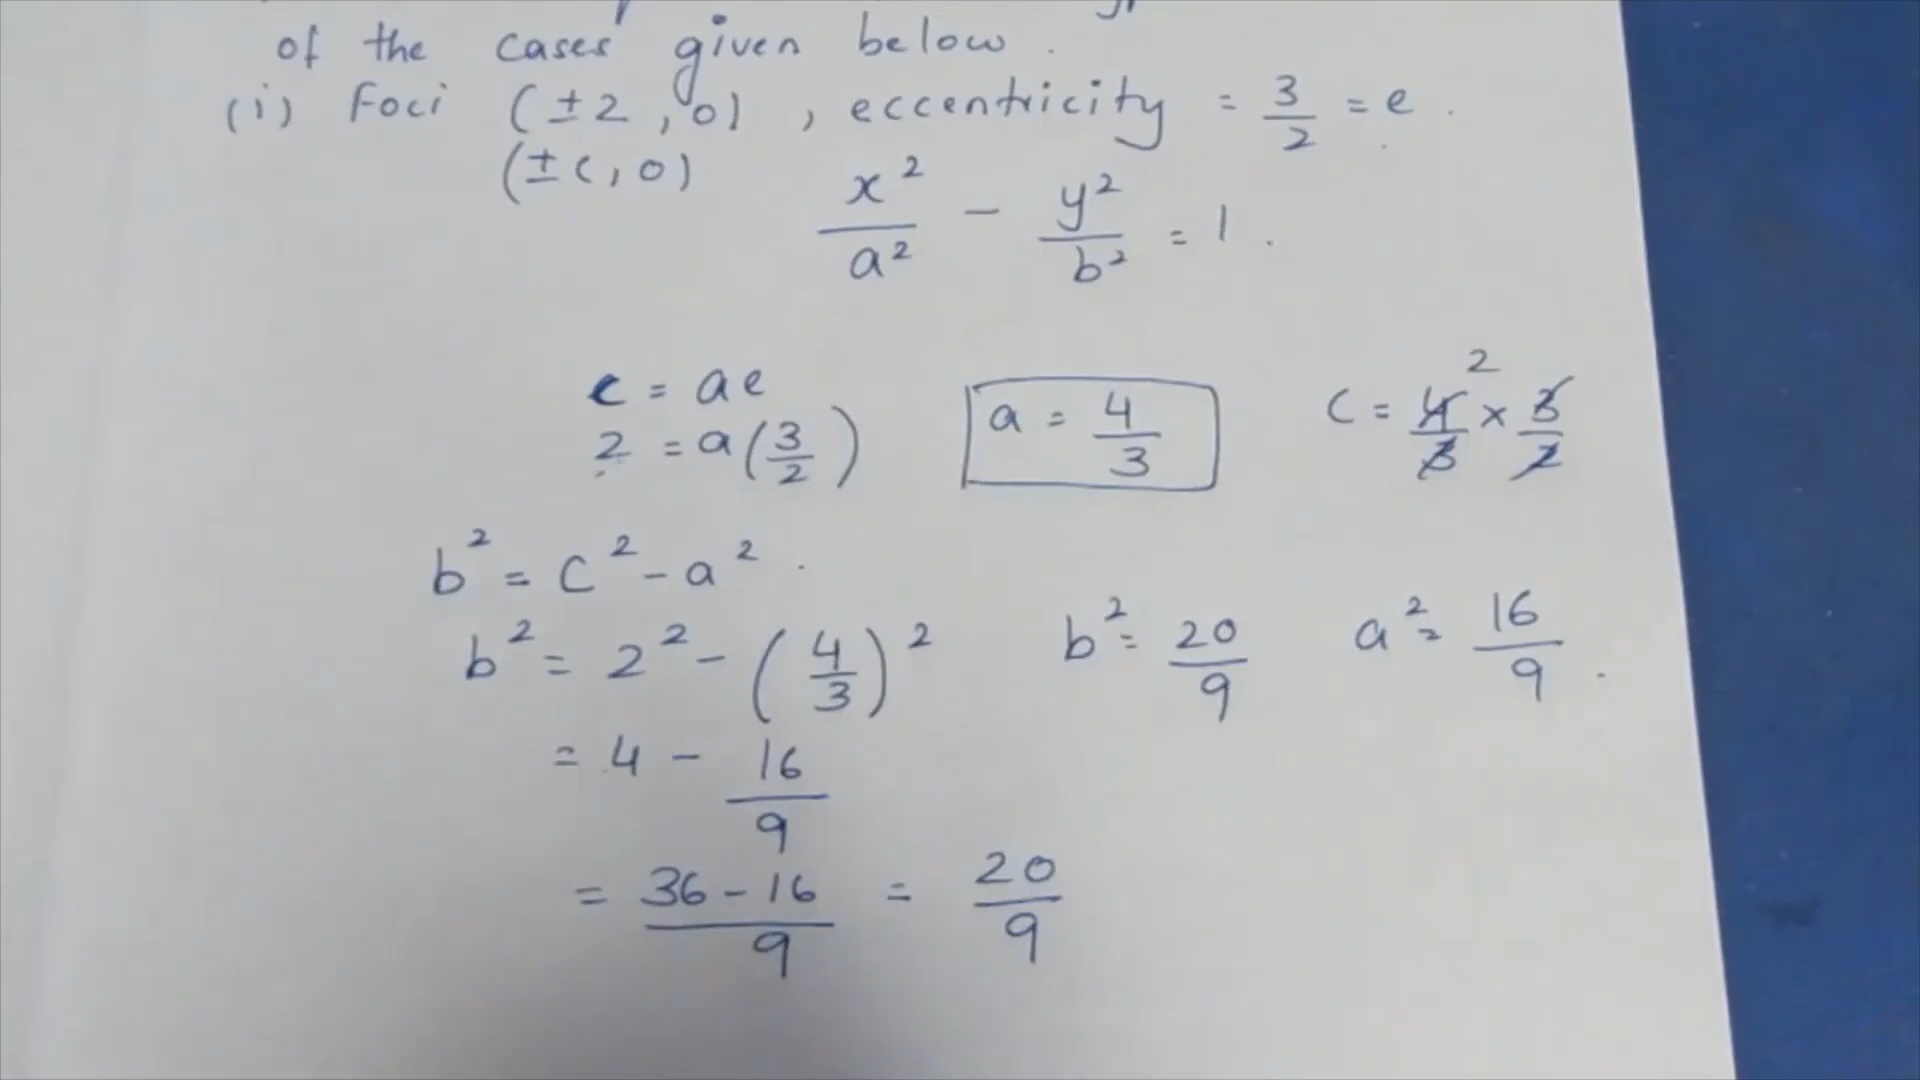 of the cases given below.
(i) Foci (±2, 0), eccentricity = 3/2 = e.
(±c, 0)
x²/a² - y²/b² = 1.
c = ae
2 = a(3/2)
a = 4/3
c = 4/3 × 3/2 2
b² = c² - a².
b² = 2² - (4/3)²
b² = 20/9
a² = 16/9.
= 4 - 16/9
= 36-16/9 = 20/9